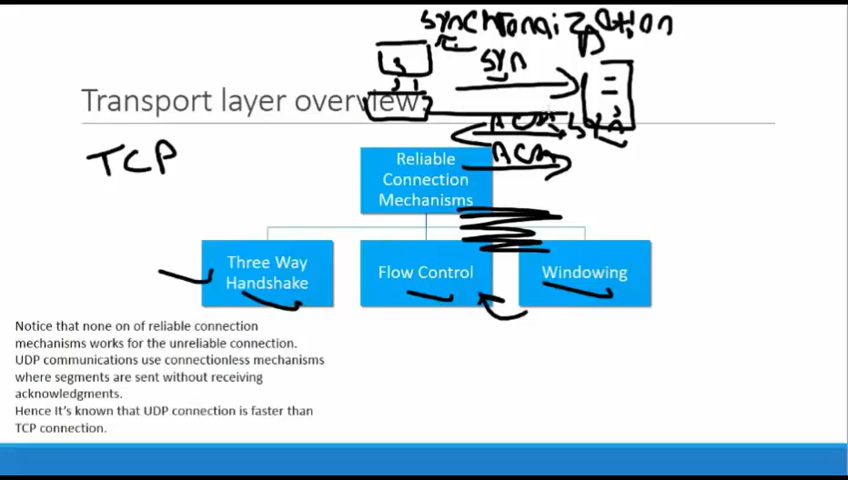 synchronization
syn
Transport layer overview
ACK
syn
TCP
ACK
Reliable
Connection
Mechanisms
Three Way
Handshake
Flow Control
Windowing
Notice that none on of reliable connection
mechanisms works for the unreliable connection.
UDP communications use connectionless mechanisms
where segments are sent without receiving
acknowledgments.
Hence It's known that UDP connection is faster than
TCP connection.